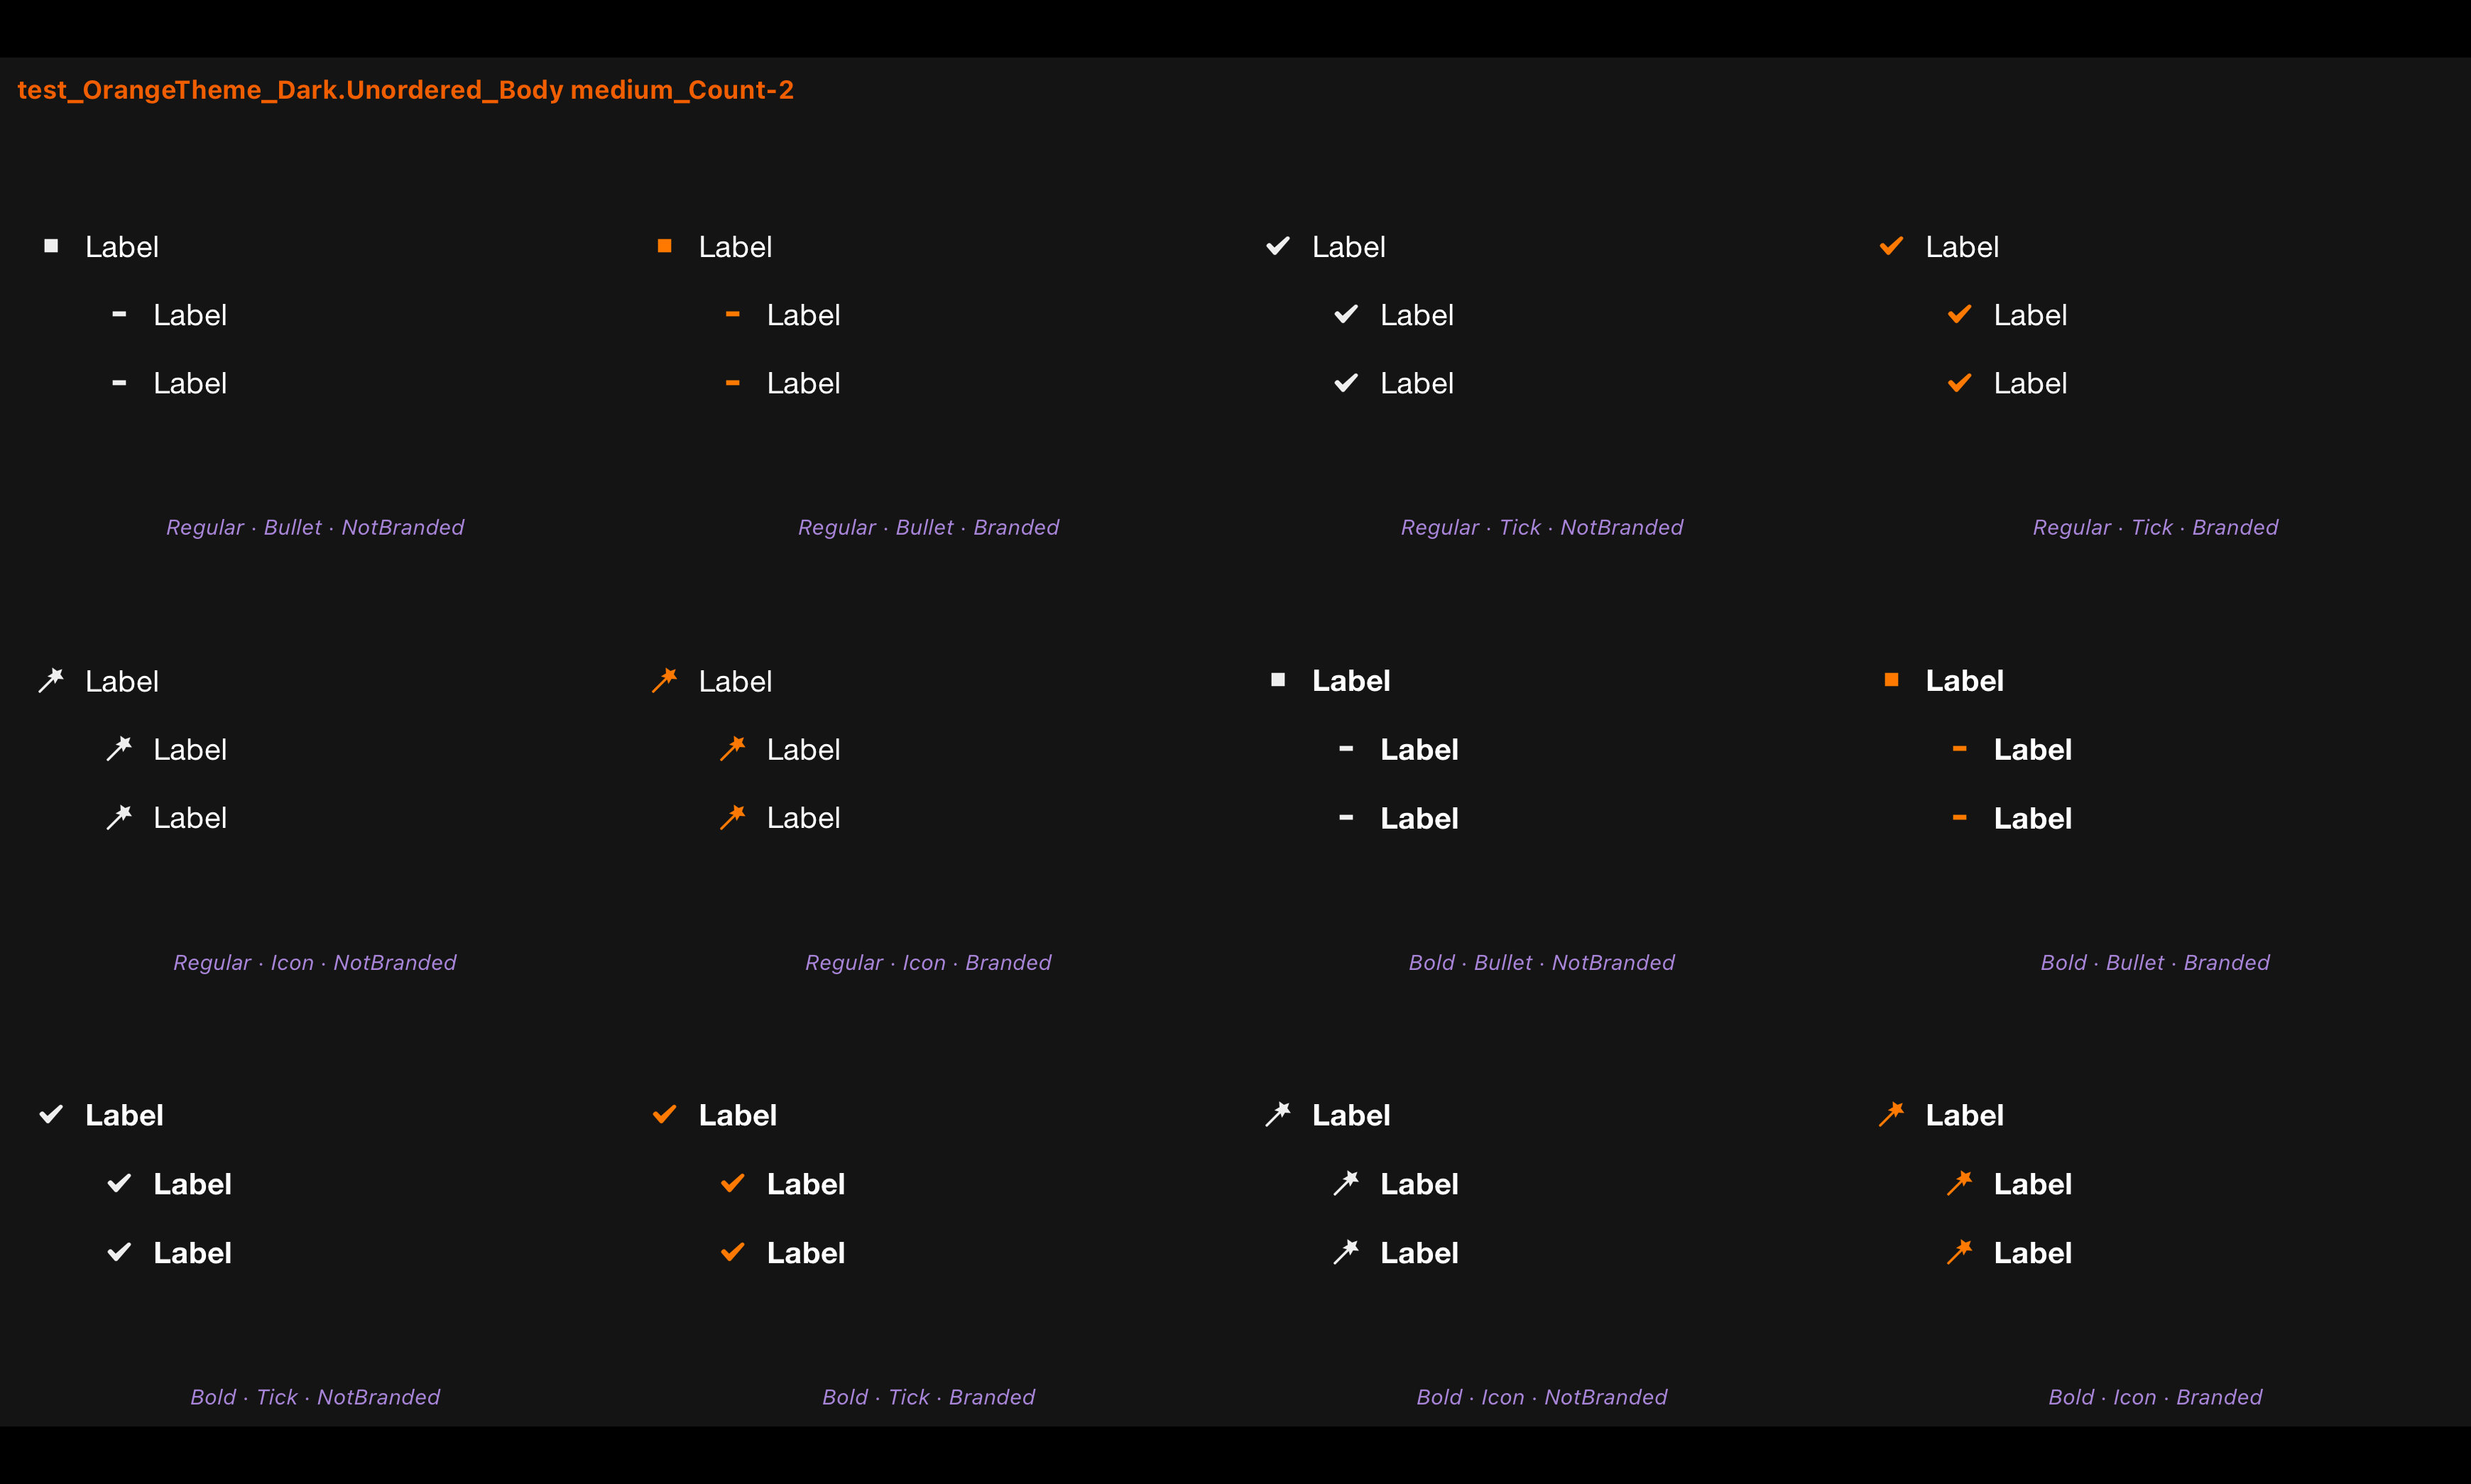 test_OrangeTheme_Dark.Unordered_Body medium_Count-2
Label
Label
Label
Regular · Bullet · NotBranded
Label
Label
Label
Regular · Bullet · Branded
Label
Label
Label
Regular · Tick · NotBranded
Label
Label
Label
Regular · Tick · Branded
Label
Label
Label
Regular · Icon · NotBranded
Label
Label
Label
Regular · Icon · Branded
Label
Label
Label
Bold · Bullet · NotBranded
Label
Label
Label
Bold · Bullet · Branded
Label
Label
Label
Bold · Tick · NotBranded
Label
Label
Label
Bold · Tick · Branded
Label
Label
Label
Bold · Icon · NotBranded
Label
Label
Label
Bold · Icon · Branded